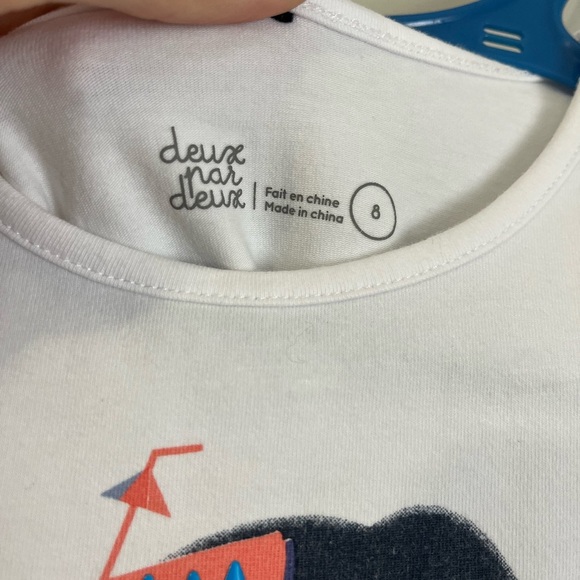 deux
par
deux
Fait en chine
Made in china
8